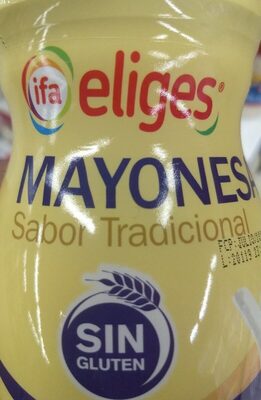 ifa eliges®
MAYONESA
Sabor Tradicional
SIN
GLUTEN